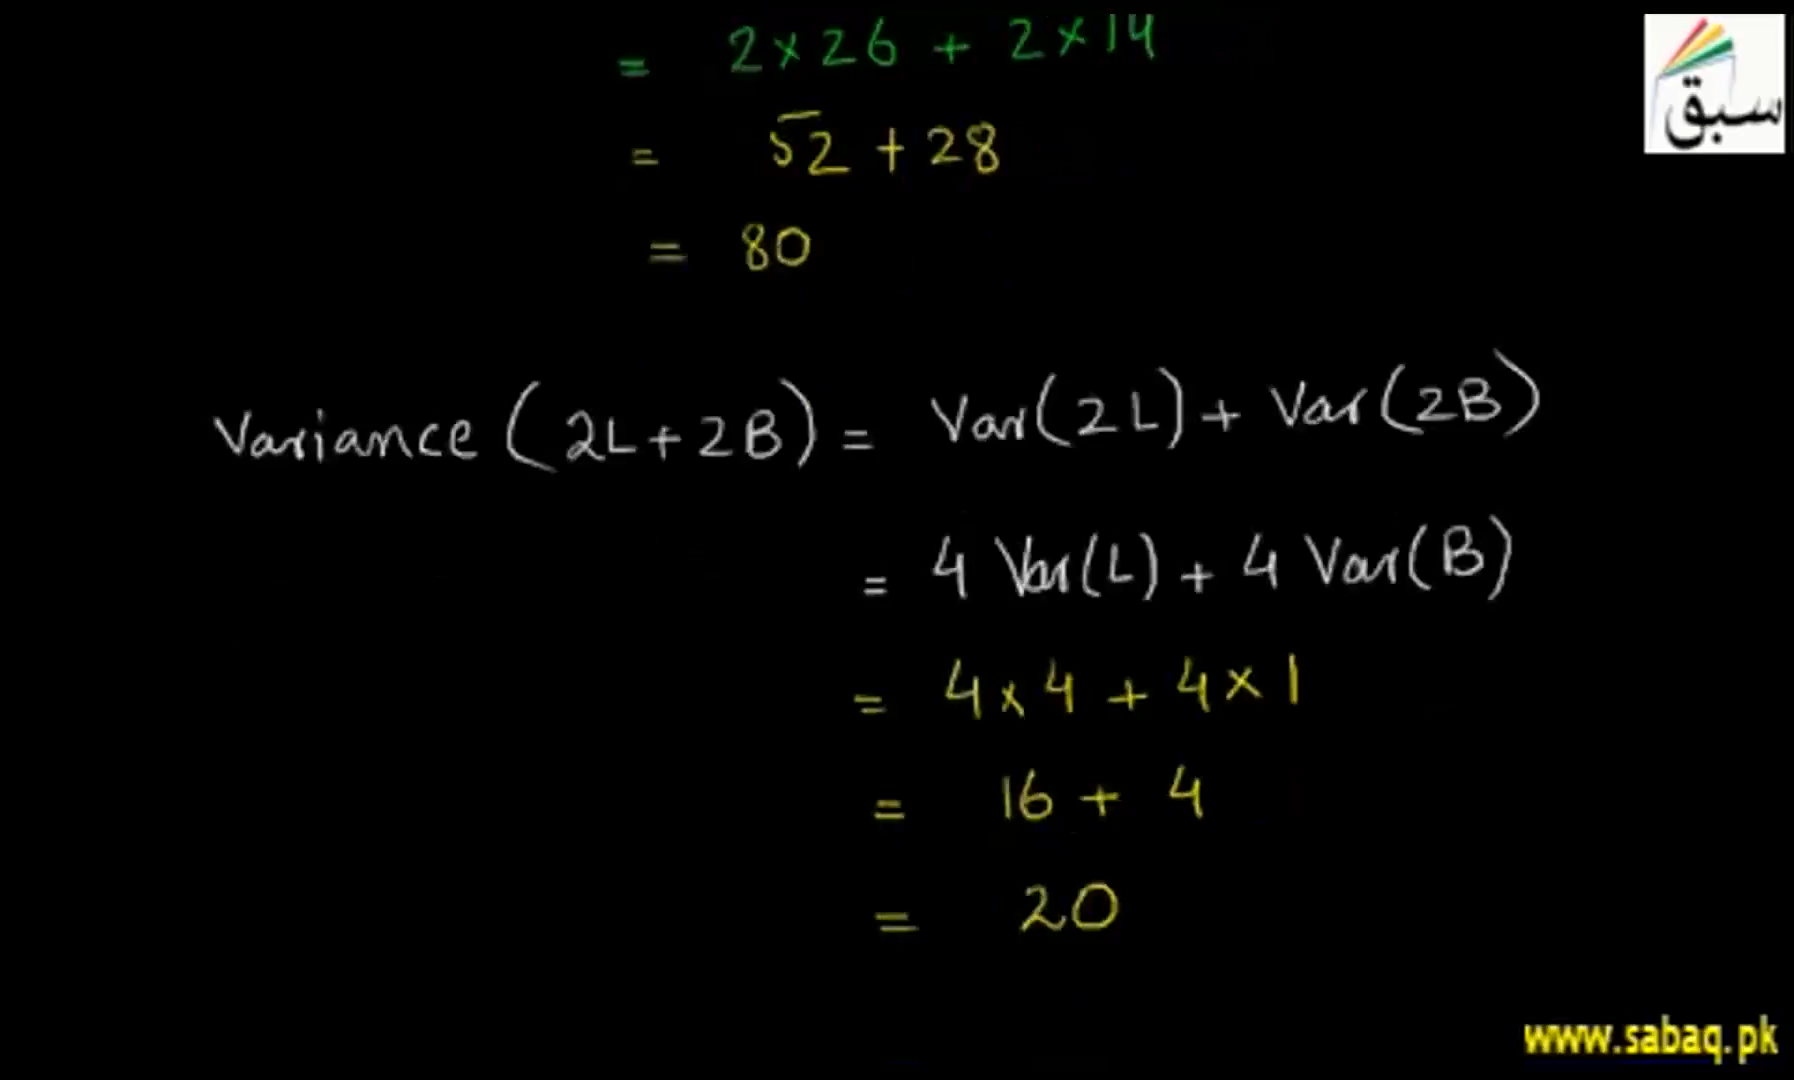 = 2 × 26 + 2 × 14
سبق
= 52 + 28
= 80
Variance (2L + 2B) = Var(2L) + Var(2B)
= 4 Var(L) + 4 Var(B)
= 4 × 4 + 4 × 1
= 16 + 4
= 20
www.sabaq.pk